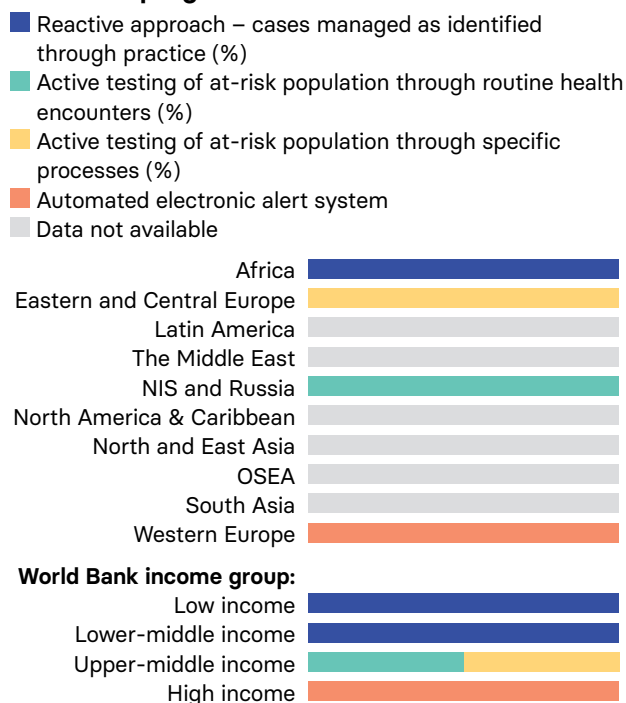 Reactive approach – cases managed as identified
through practice (%)
Active testing of at-risk population through routine health
encounters (%)
Active testing of at-risk population through specific
processes (%)
Automated electronic alert system
Data not available
Africa
Eastern and Central Europe
Latin America
The Middle East
NIS and Russia
North America & Caribbean
North and East Asia
OSEA
South Asia
Western Europe
World Bank income group:
Low income
Lower-middle income
Upper-middle income
High income